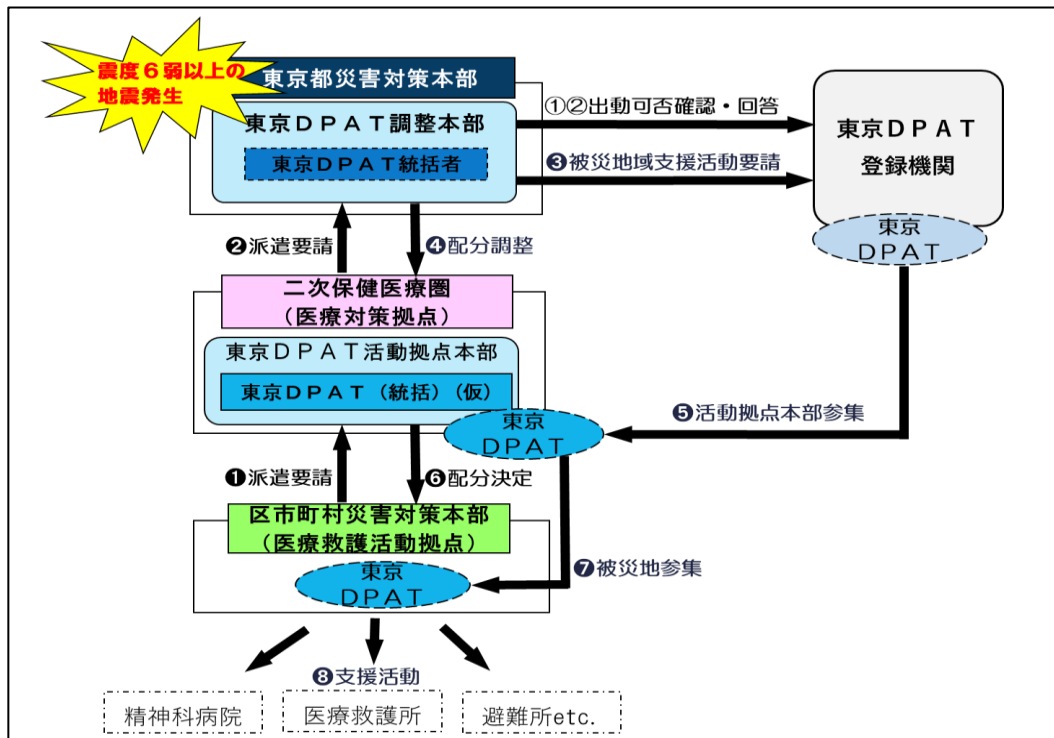 震度６弱以上の
地震発生
東京都災害対策本部
東京ＤＰＡＴ調整本部
東京ＤＰＡＴ統括者
①②出動可否確認・回答
❸被災地域支援活動要請
東京ＤＰＡＴ
登録機関
東京
ＤＰＡＴ
❷派遣要請
❹配分調整
二次保健医療圏
（医療対策拠点）
東京ＤＰＡＴ活動拠点本部
東京ＤＰＡＴ（統括）（仮）
東京
ＤＰＡＴ
❺活動拠点本部参集
❶派遣要請
❻配分決定
区市町村災害対策本部
（医療救護活動拠点）
東京
ＤＰＡＴ
❼被災地参集
❽支援活動
精神科病院
医療救護所
避難所etc.